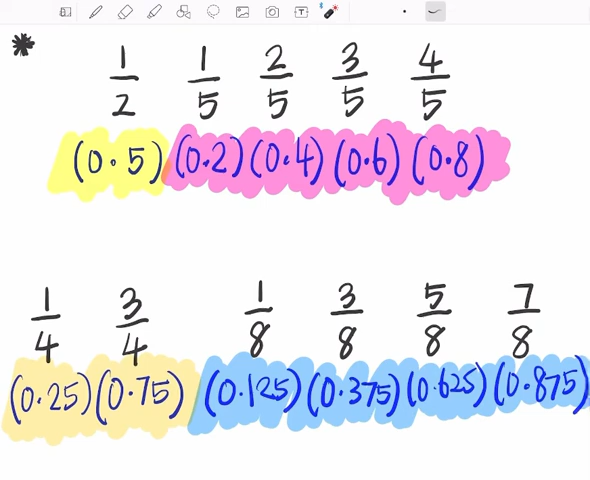 * 1/2 1/5 2/5 3/5 4/5
(0.5) (0.2) (0.4) (0.6) (0.8)
1/4 3/4 1/8 3/8 5/8 7/8
(0.25) (0.75) (0.125) (0.375) (0.625) (0.875)